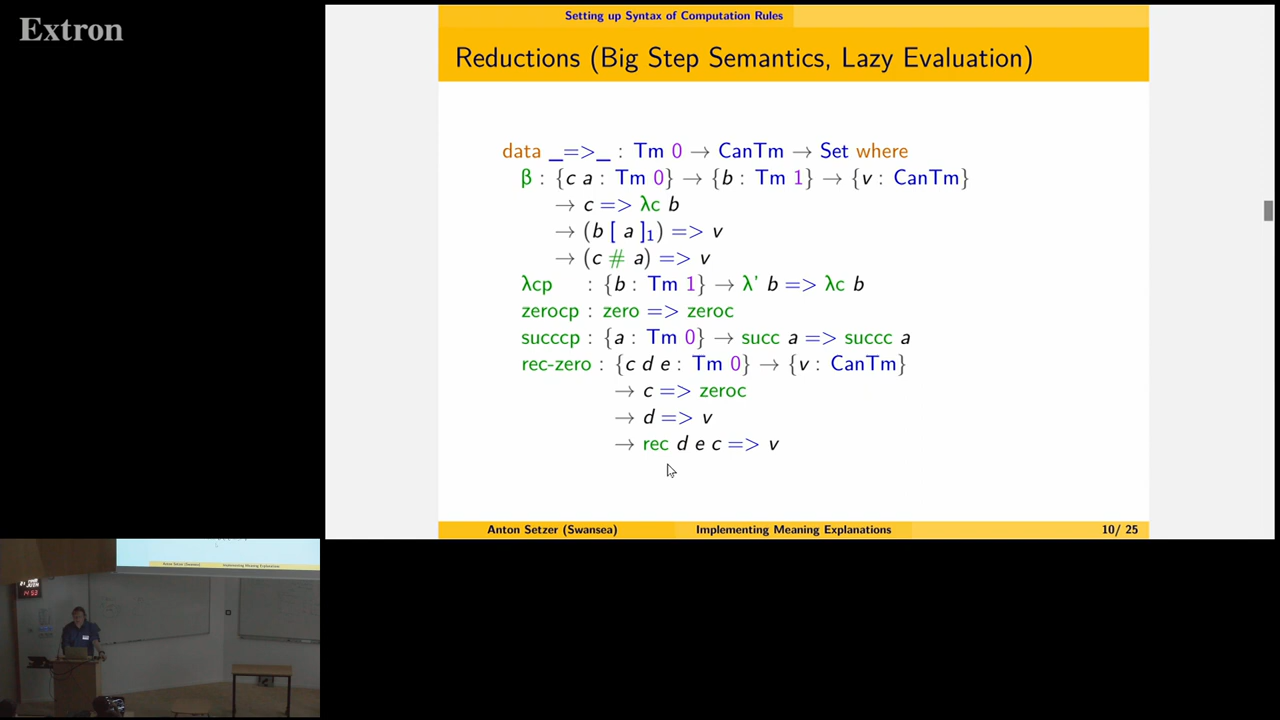 Extron
Setting up Syntax of Computation Rules
Reductions (Big Step Semantics, Lazy Evaluation)
data _=>_ : Tm 0 → CanTm → Set where
β : {c a : Tm 0} → {b : Tm 1} → {v : CanTm}
→ c => λc b
→ (b [ a ]₁) => v
→ (c # a) => v
λcp : {b : Tm 1} → λ' b => λc b
zerocp : zero => zeroc
succcp : {a : Tm 0} → succ a => succc a
rec-zero : {c d e : Tm 0} → {v : CanTm}
→ c => zeroc
→ d => v
→ rec d e c => v
Anton Setzer (Swansea) Implementing Meaning Explanations 10/ 25
14:53